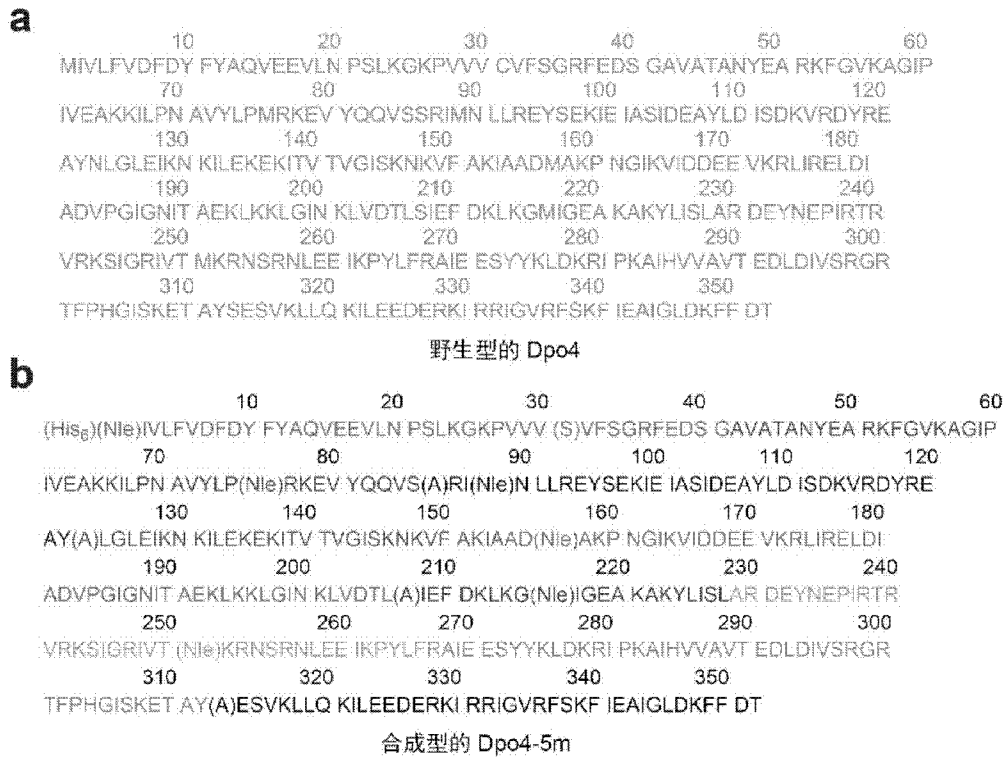 a
10 20 30 40 50 60
MIVLFVDFDY FYAQVEEVLN PSLKGKPVVV CVFSGRFEDS GAVATANYEA RKFGVKAGIP
70 80 90 100 110 120
IVEAKKILPN AVYLPMRKEV YQQVSSRIMN LLREYSEKIE IASIDEAYLD ISDKVRDYRE
130 140 150 160 170 180
AYNLGLEIKN KILEKEKITV TVGISKNKVF AKIAADMAKP NGIKVIDDEE VKRLIRELDI
190 200 210 220 230 240
ADVPGIGNIT AEKLKKLGIN KLVDTLSIEF DKLKGMIGEA KAKYLISLAR DEYNEPIRTR
250 260 270 280 290 300
VRKSIGRIVT MKRNSRNLEE IKPYLFRAIE ESYYKLDKRI PKAIHVVAVT EDLDIVSRGR
310 320 330 340 350
TFPHGISKET AYSESVKLLQ KILEEDERKI RRIGVRFSKF IEAIGLDKFF DT
野生型的 Dpo4
b
10 20 30 40 50 60
(His6)(Nle)IVLFVDFDY FYAQVEEVLN PSLKGKPVVV (S)VFSGRFEDS GAVATANYEA RKFGVKAGIP
70 80 90 100 110 120
IVEAKKILPN AVYLP(Nle)RKEV YQQVS(A)RI(Nle)N LLREYSEKIE IASIDEAYLD ISDKVRDYRE
130 140 150 160 170 180
AY(A)LGLEIKN KILEKEKITV TVGISKNKVF AKIAAD(Nle)AKP NGIKVIDDEE VKRLIRELDI
190 200 210 220 230 240
ADVPGIGNIT AEKLKKLGIN KLVDTL(A)IEF DKLKG(Nle)IGEA KAKYLISLAR DEYNEPIRTR
250 260 270 280 290 300
VRKSIGRIVT (Nle)KRNSRNLEE IKPYLFRAIE ESYYKLDKRI PKAIHVVAVT EDLDIVSRGR
310 320 330 340 350
TFPHGISKET AY(A)ESVKLLQ KILEEDERKI RRIGVRFSKF IEAIGLDKFF DT
合成型的 Dpo4-5m